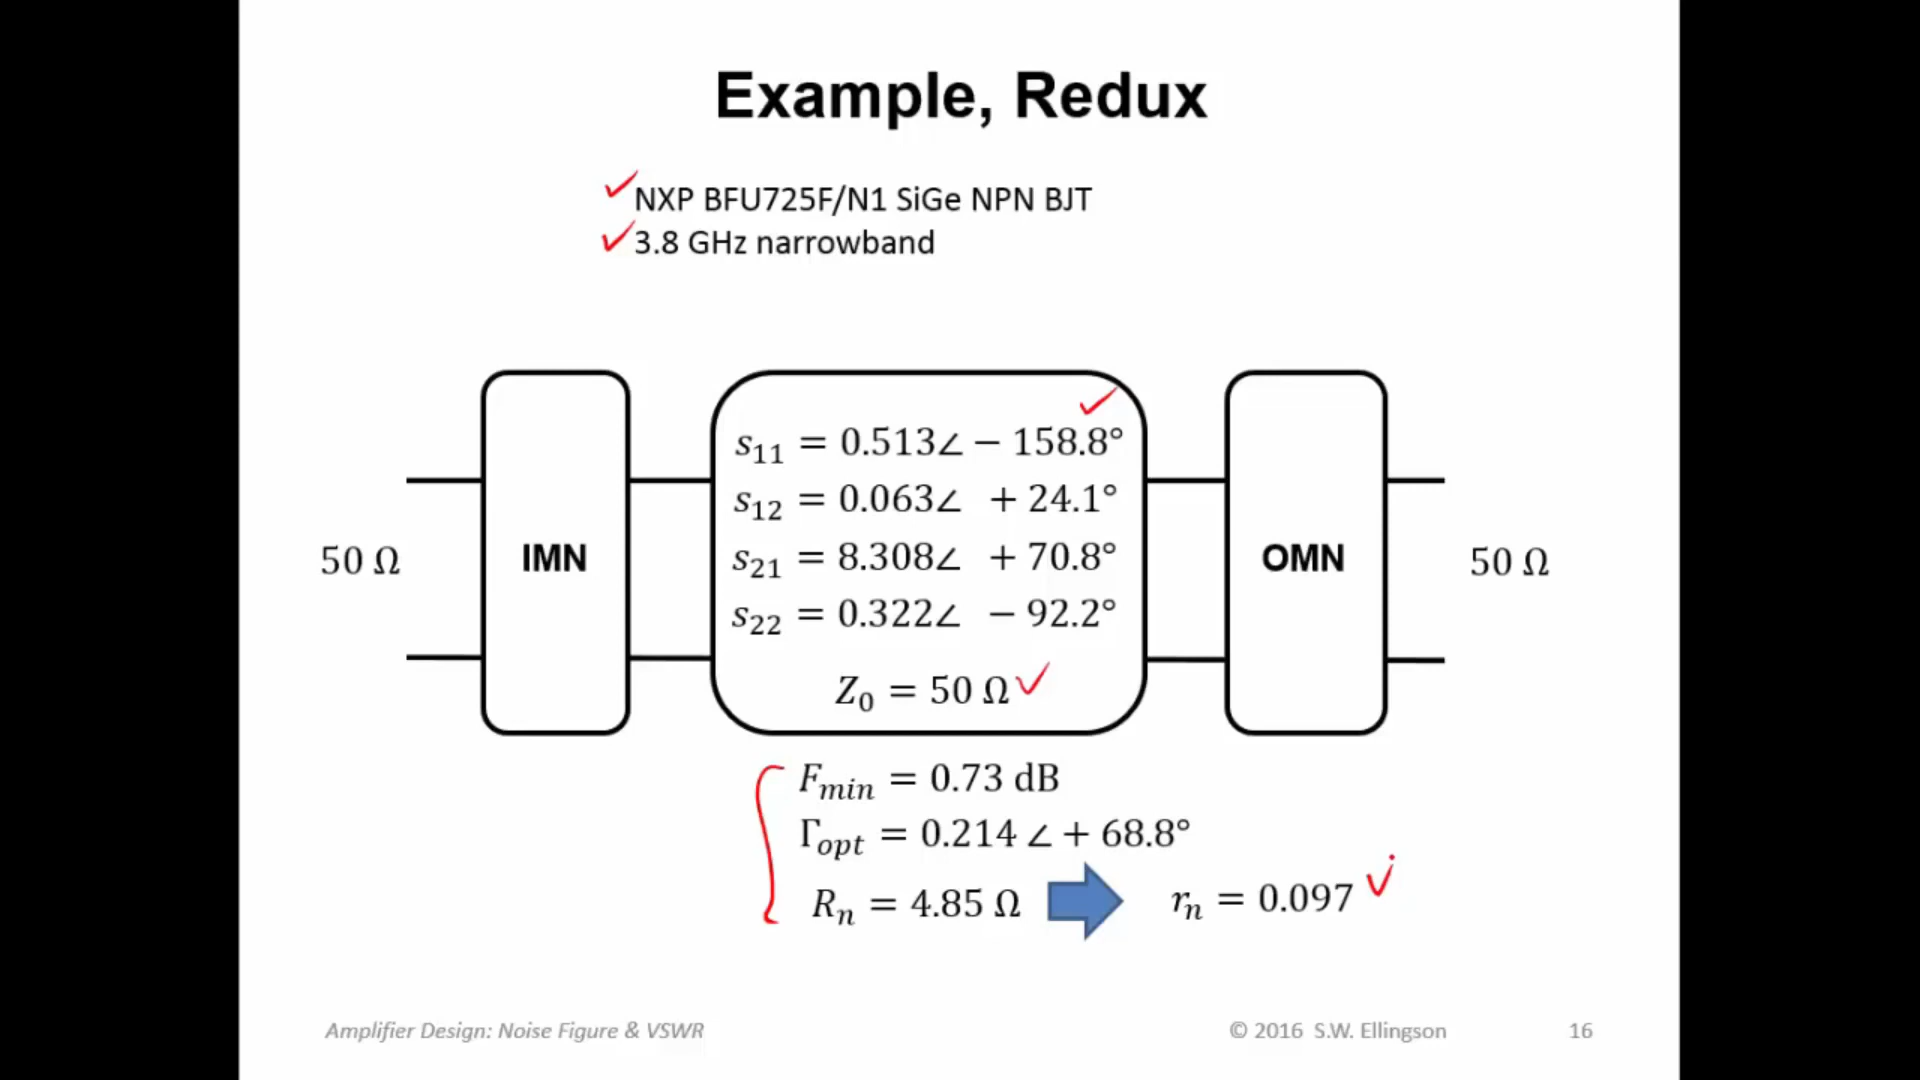 Example, Redux
NXP BFU725F/N1 SiGe NPN BJT
3.8 GHz narrowband
50 Ω
IMN
s₁₁ = 0.513∠ − 158.8°
s₁₂ = 0.063∠ + 24.1°
s₂₁ = 8.308∠ + 70.8°
s₂₂ = 0.322∠ − 92.2°
Z₀ = 50 Ω
OMN
50 Ω
Fₘᵢₙ = 0.73 dB
Γₒₚₜ = 0.214 ∠ + 68.8°
Rₙ = 4.85 Ω
rₙ = 0.097
Amplifier Design: Noise Figure & VSWR
© 2016 S.W. Ellingson
16